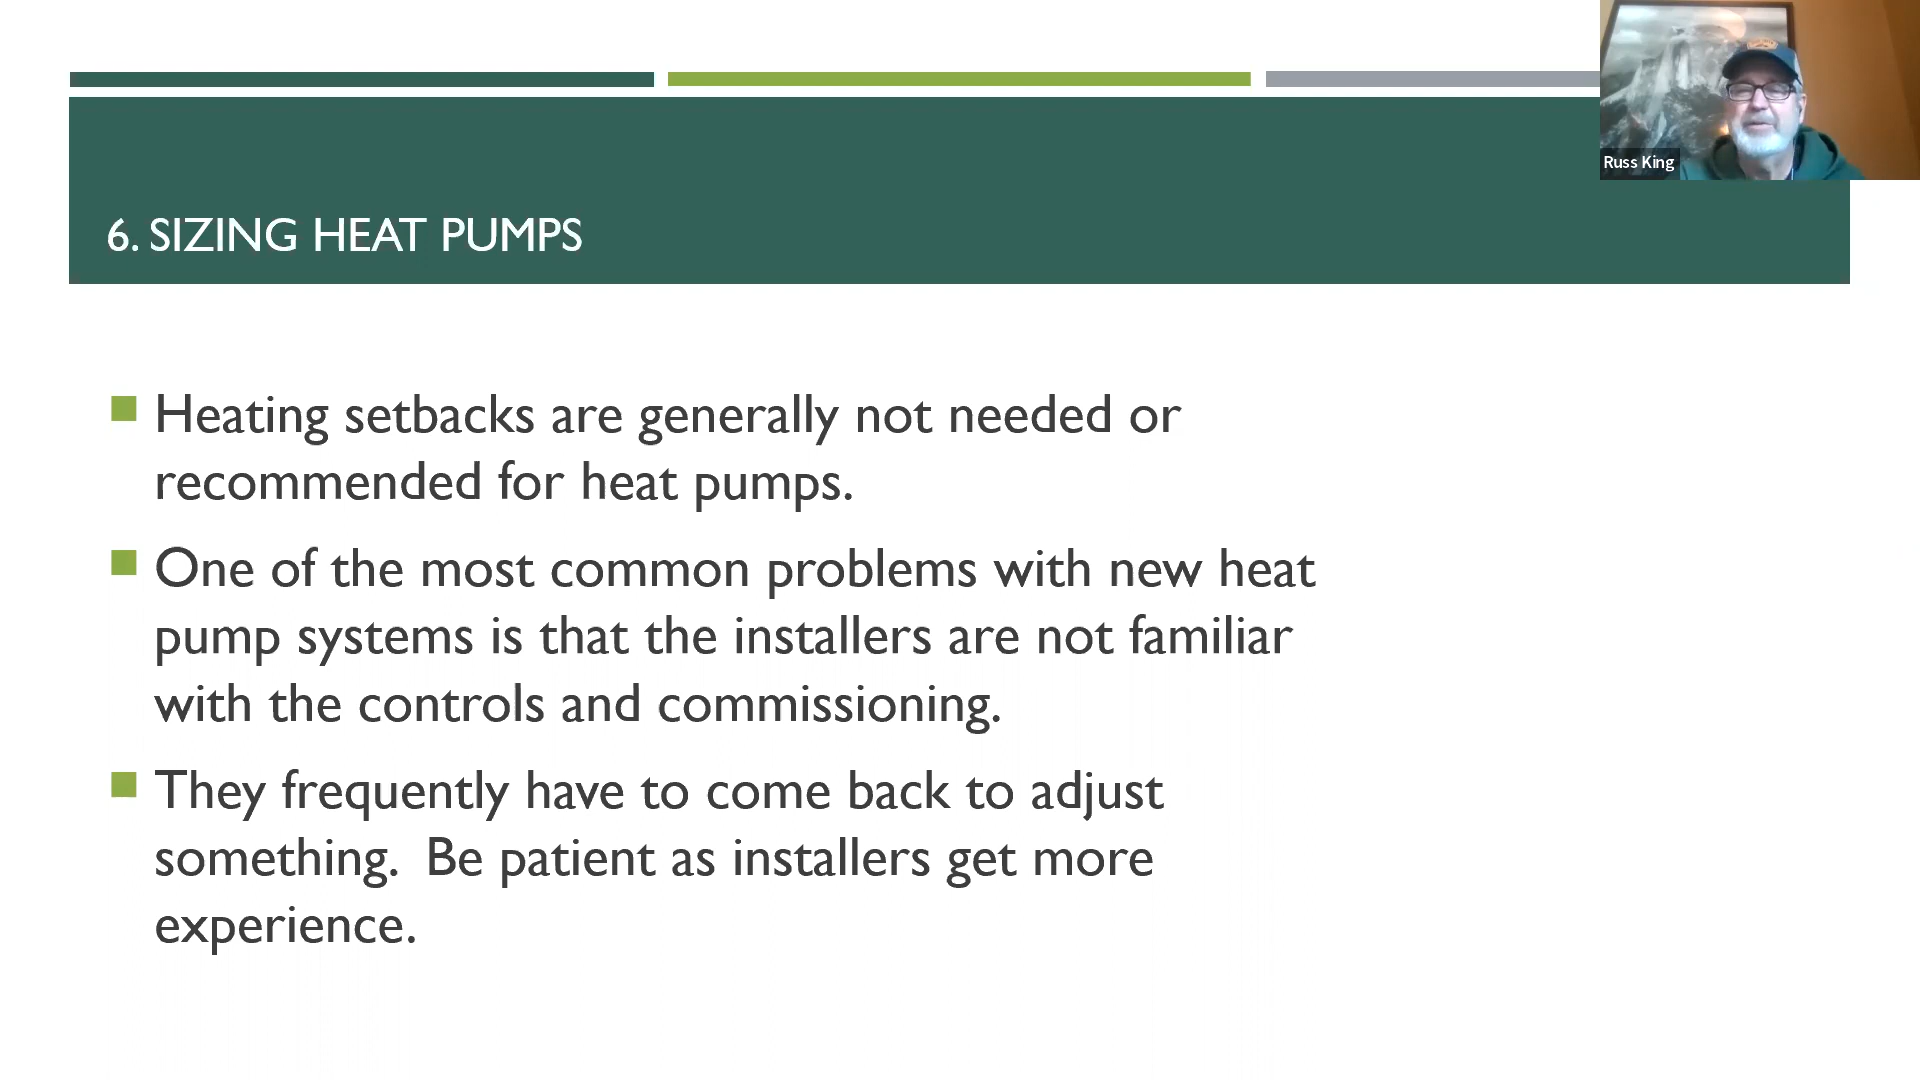 Russ King
6. SIZING HEAT PUMPS
Heating setbacks are generally not needed or
recommended for heat pumps.
One of the most common problems with new heat
pump systems is that the installers are not familiar
with the controls and commissioning.
They frequently have to come back to adjust
something.  Be patient as installers get more
experience.